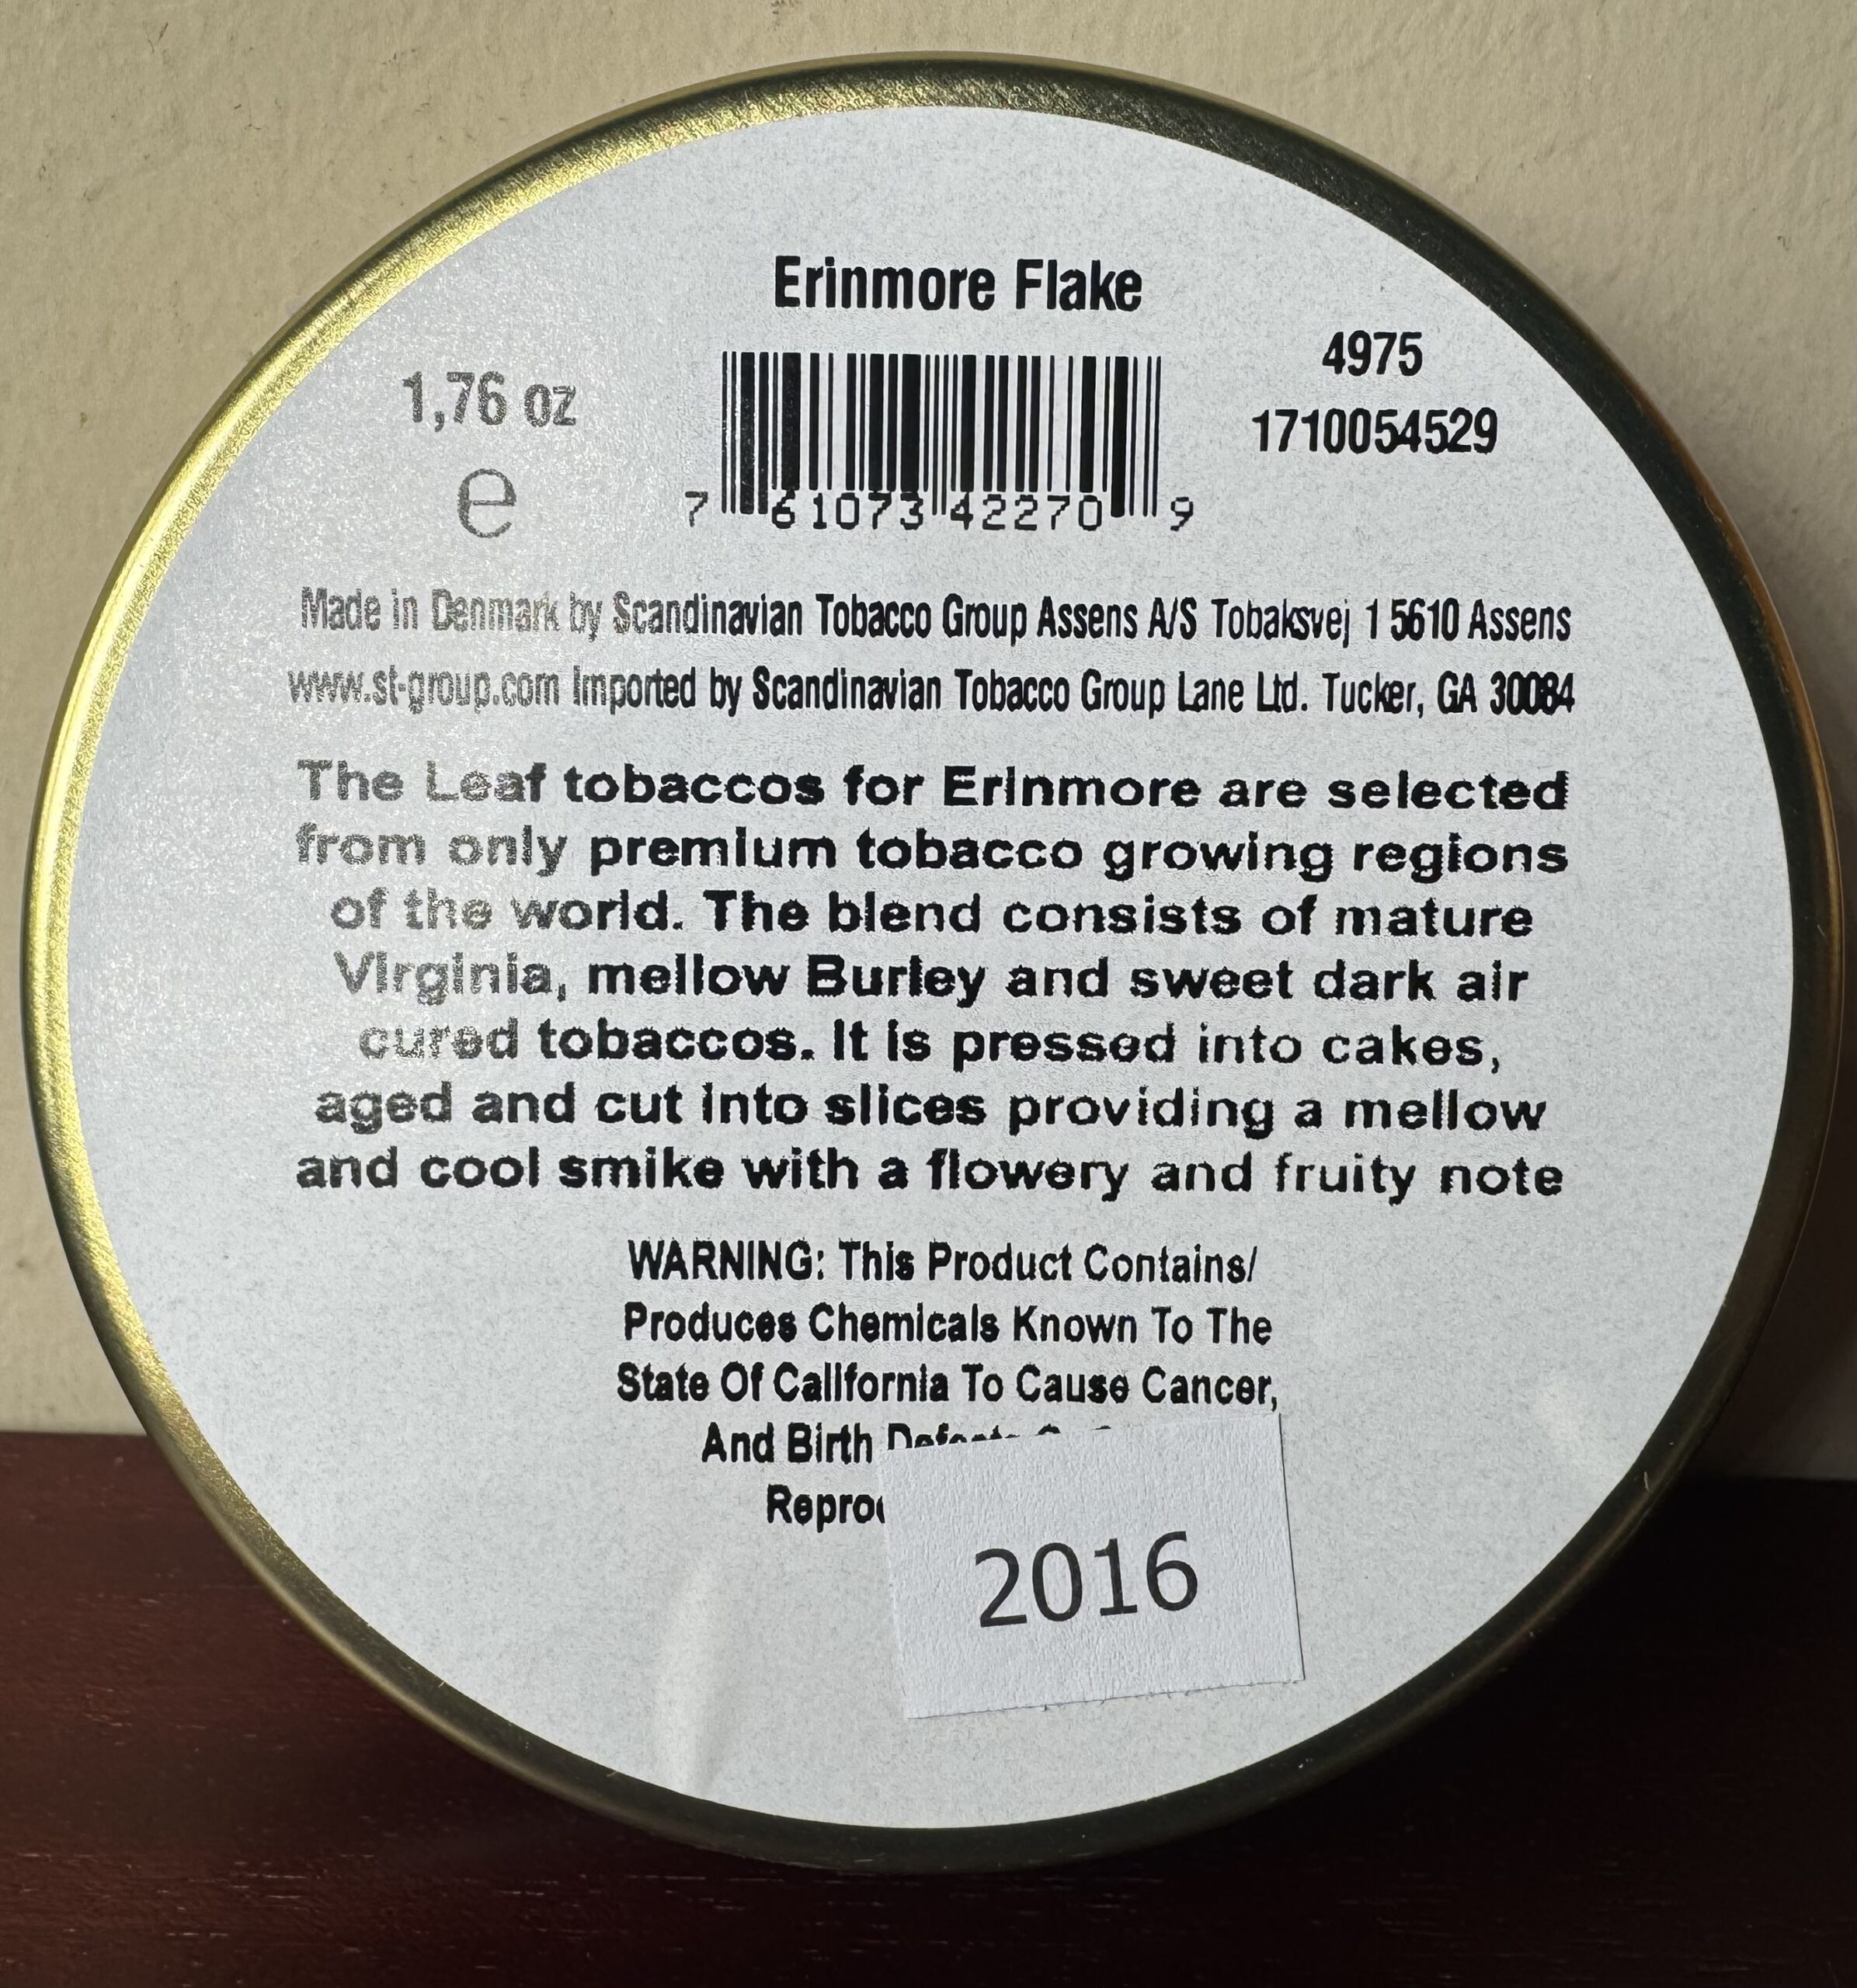 Erinmore Flake
1,76 oz
e
4975
1710054529
7 61073 42270 9
Made in Denmark by Scandinavian Tobacco Group Assens A/S Tobaksvej 1 5610 Assens
www.st-group.com Imported by Scandinavian Tobacco Group Lane Ltd. Tucker, GA 30084
The Leaf tobaccos for Erinmore are selected
from only premium tobacco growing regions
of the world. The blend consists of mature
Virginia, mellow Burley and sweet dark air
cured tobaccos. It is pressed into cakes,
aged and cut into slices providing a mellow
and cool smike with a flowery and fruity note
WARNING: This Product Contains/
Produces Chemicals Known To The
State Of California To Cause Cancer,
And Birth Defects
2016